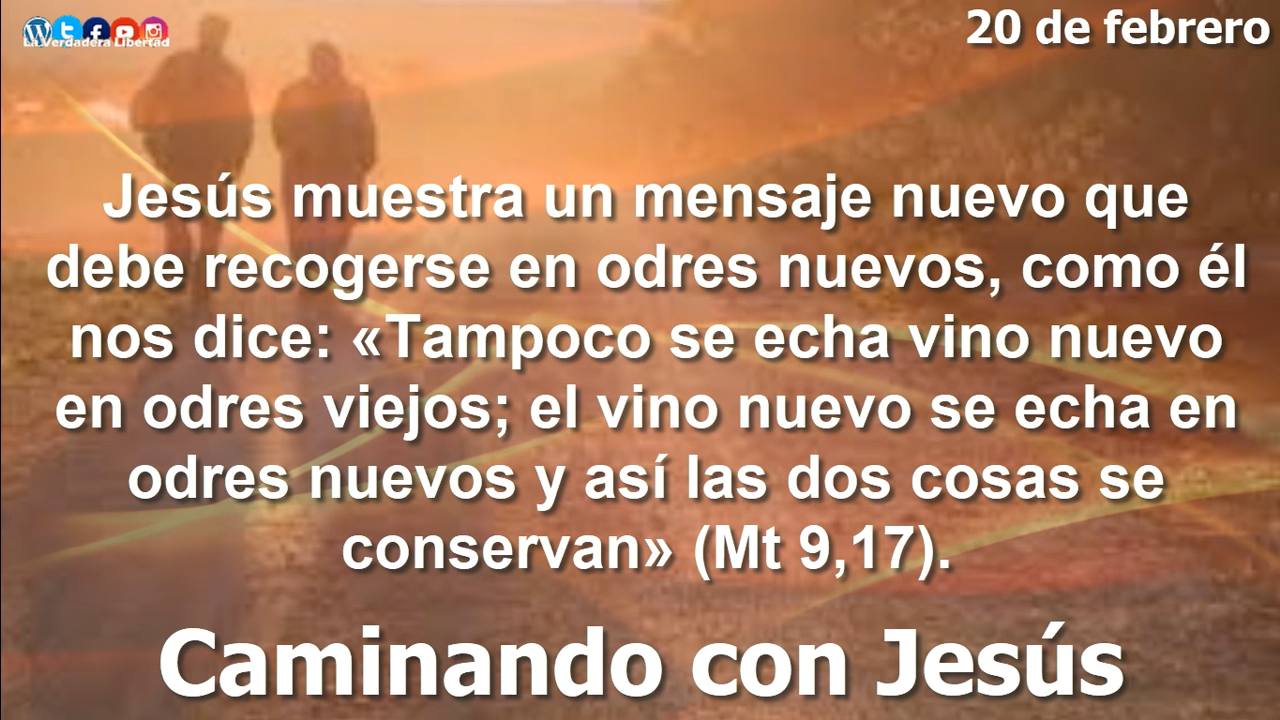 La Verdadera Libertad
20 de febrero
Jesús muestra un mensaje nuevo que
debe recogerse en odres nuevos, como él
nos dice: «Tampoco se echa vino nuevo
en odres viejos; el vino nuevo se echa en
odres nuevos y así las dos cosas se
conservan» (Mt 9,17).
Caminando con Jesús